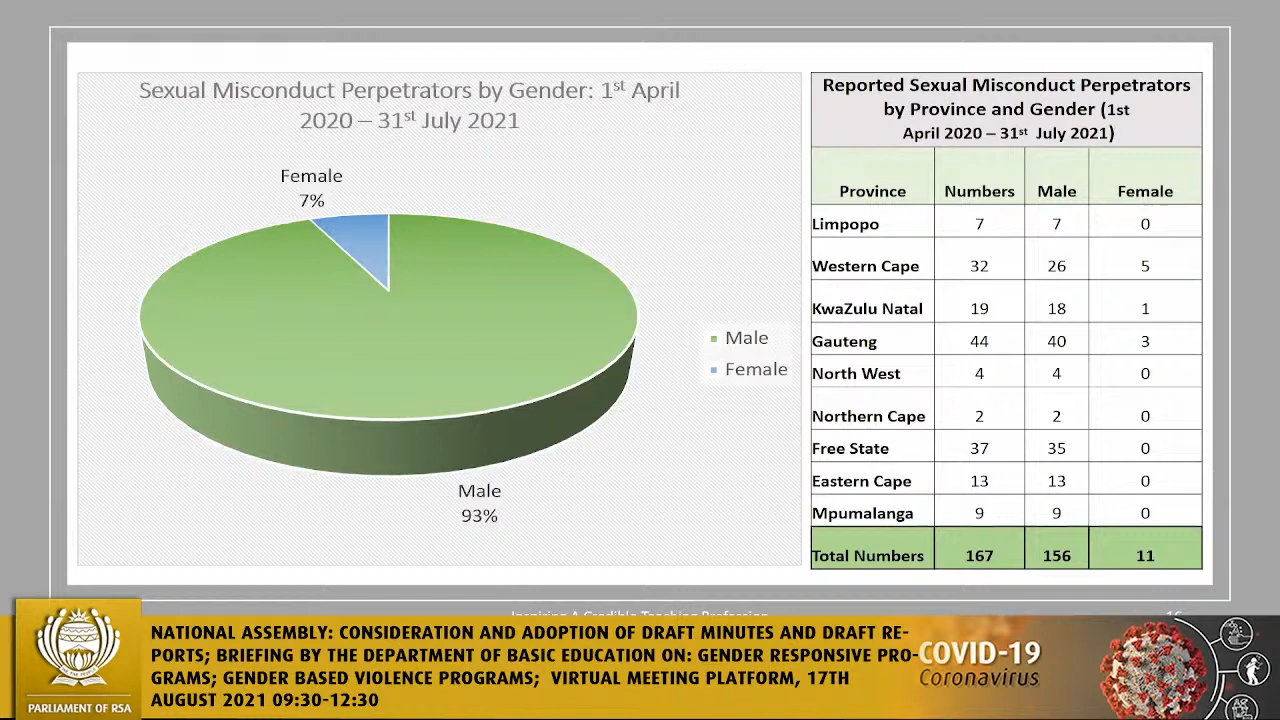 Sexual Misconduct Perpetrators by Gender: 1st April
2020 – 31st July 2021
Female
7%
Male
Female
Male
93%
Reported Sexual Misconduct Perpetrators
by Province and Gender (1st
April 2020 – 31st July 2021)
Province Numbers Male Female
Limpopo 7 7 0
Western Cape 32 26 5
KwaZulu Natal 19 18 1
Gauteng 44 40 3
North West 4 4 0
Northern Cape 2 2 0
Free State 37 35 0
Eastern Cape 13 13 0
Mpumalanga 9 9 0
Total Numbers 167 156 11
Inspiring A Credible Teaching Profession
16
PARLIAMENT OF RSA
NATIONAL ASSEMBLY: CONSIDERATION AND ADOPTION OF DRAFT MINUTES AND DRAFT RE-
PORTS; BRIEFING BY THE DEPARTMENT OF BASIC EDUCATION ON: GENDER RESPONSIVE PRO-
GRAMS; GENDER BASED VIOLENCE PROGRAMS; VIRTUAL MEETING PLATFORM, 17TH
AUGUST 2021 09:30-12:30
COVID-19
Coronavirus